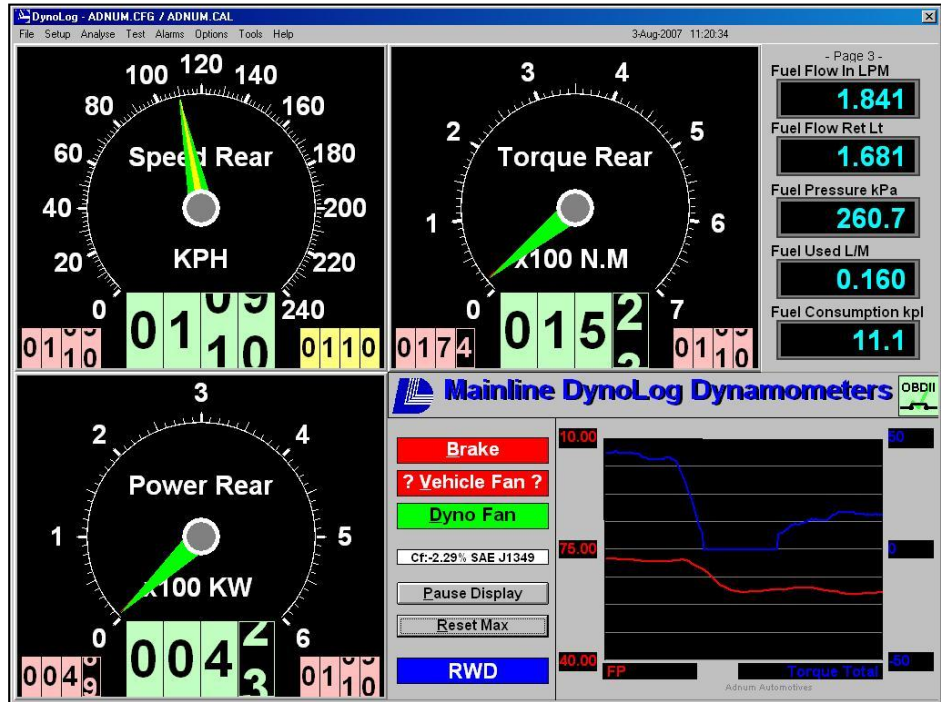 DynoLog - ADNUM.CFG / ADNUM.CAL
File Setup Analyse Test Alarms Options Tools Help 3-Aug-2007 11:20:34
0 20 40 60 80 100 120 140 160 180 200 220 240
Speed Rear
KPH
0110
0 1 2 3 4 5 6 7
Torque Rear
x100 N.M
0174
0152
- Page 3 -
Fuel Flow In LPM
1.841
Fuel Flow Ret Lt
1.681
Fuel Pressure kPa
260.7
Fuel Used L/M
0.160
Fuel Consumption kpl
11.1
0 1 2 3 4 5 6
Power Rear
x100 KW
Mainline DynoLog Dynamometers
OBDII
Brake
? Vehicle Fan ?
Dyno Fan
Cf:-2.29% SAE J1349
Pause Display
Reset Max
RWD
10.00
75.00
40.00
50
0
-50
FP
Torque Total
Adnum Automotives